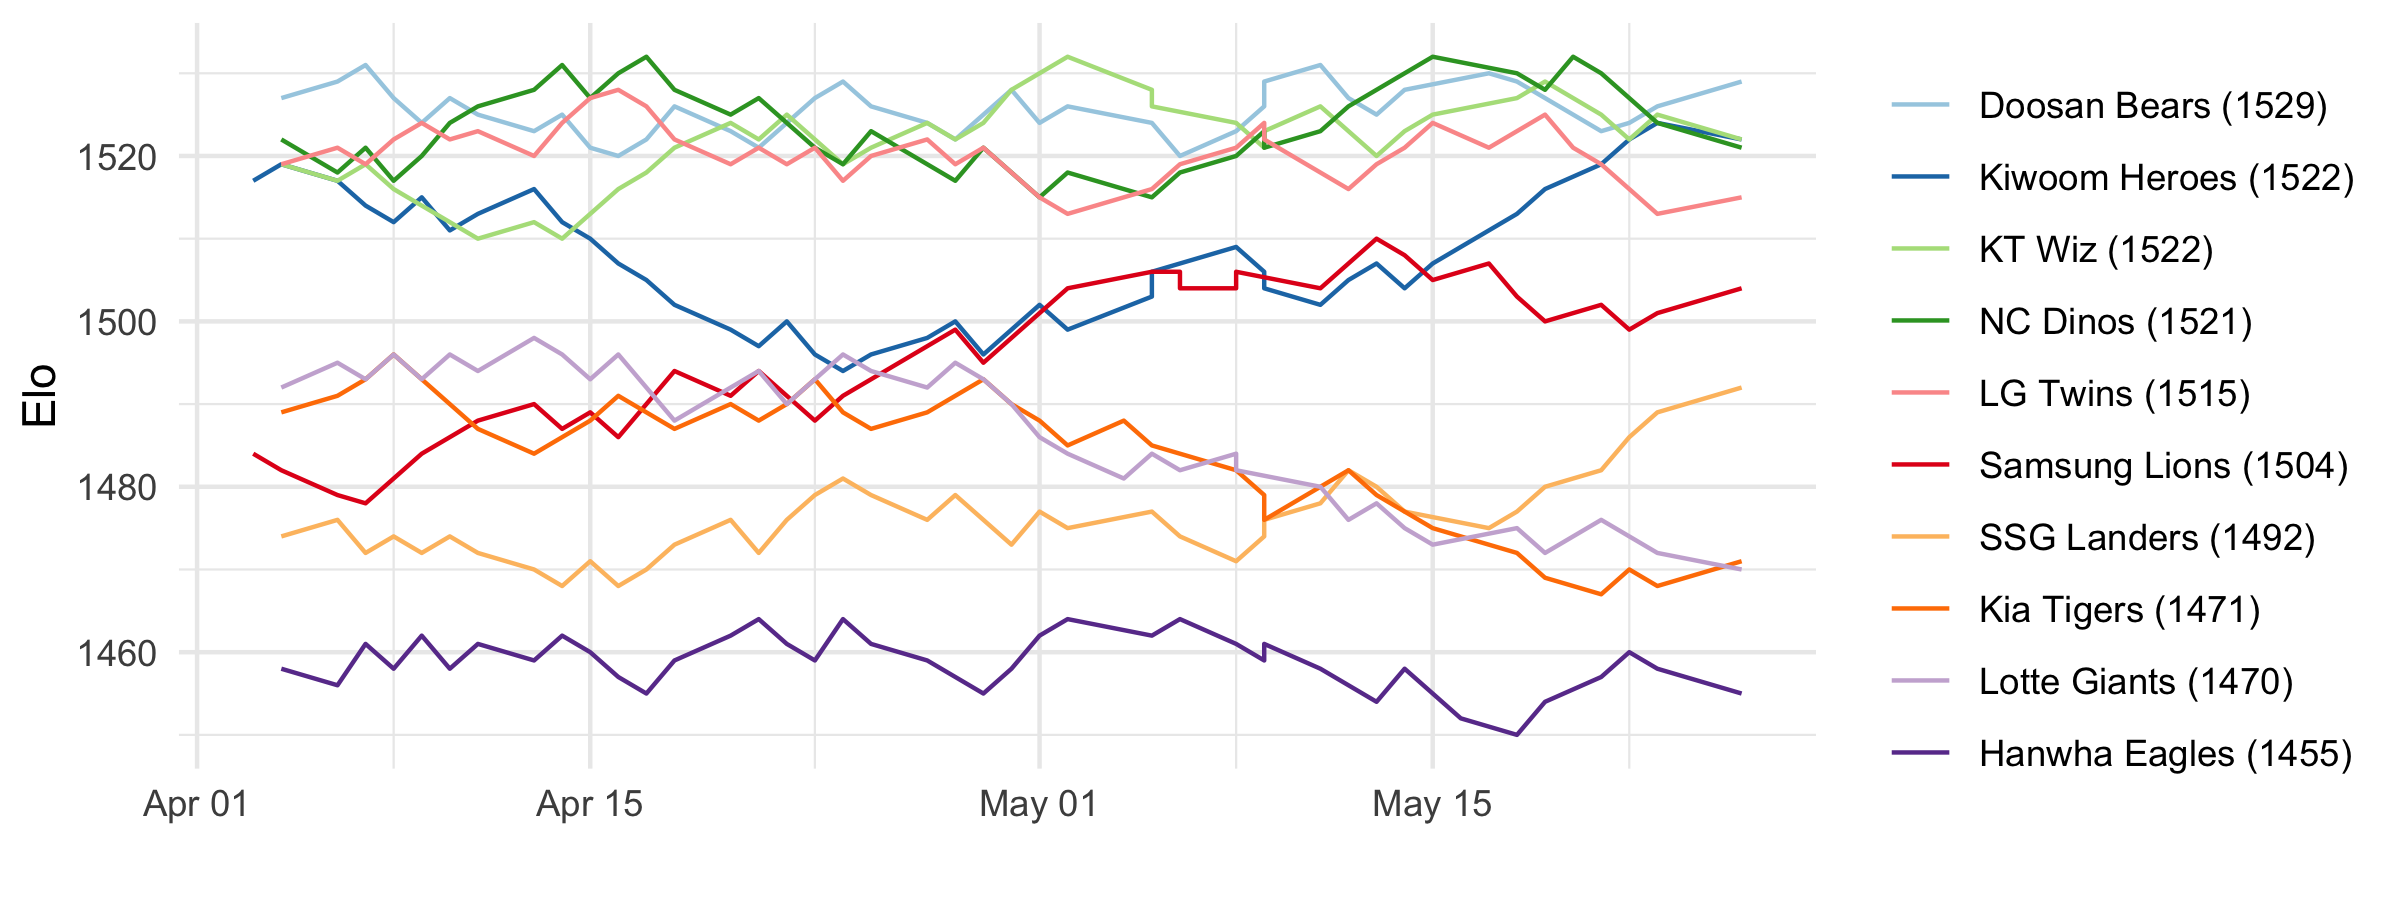 Elo
1520
1500
1480
1460
Apr 01
Apr 15
May 01
May 15
Doosan Bears (1529)
Kiwoom Heroes (1522)
KT Wiz (1522)
NC Dinos (1521)
LG Twins (1515)
Samsung Lions (1504)
SSG Landers (1492)
Kia Tigers (1471)
Lotte Giants (1470)
Hanwha Eagles (1455)